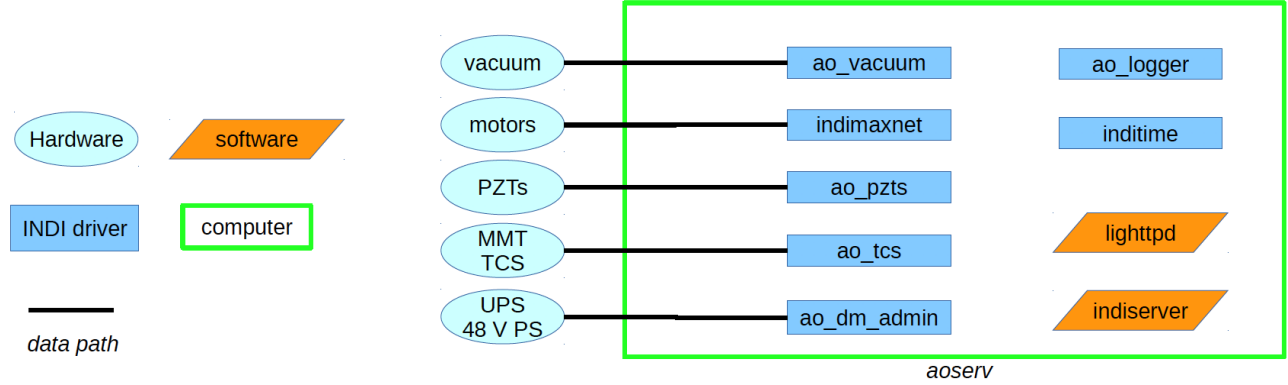 Hardware
software
INDI driver
computer
data path
vacuum
ao_vacuum
ao_logger
motors
indimaxnet
inditime
PZTs
ao_pzts
MMT
TCS
ao_tcs
lighttpd
UPS
48 V PS
ao_dm_admin
indiserver
aoserv